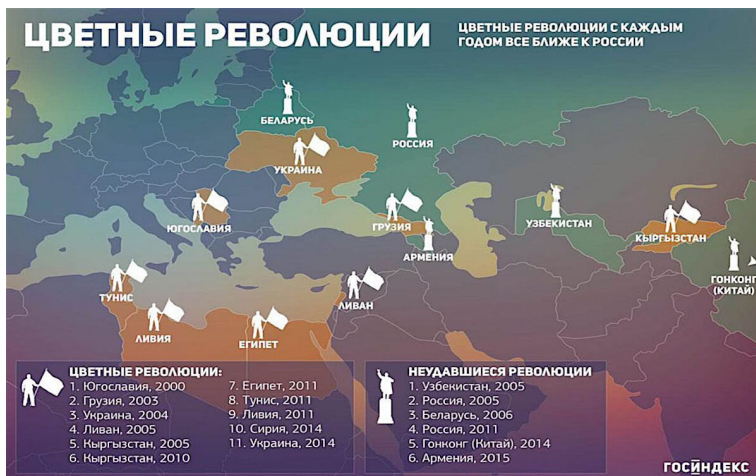 ЦВЕТНЫЕ РЕВОЛЮЦИИ
ЦВЕТНЫЕ РЕВОЛЮЦИИ С КАЖДЫМ
ГОДОМ ВСЕ БЛИЖЕ К РОССИИ
БЕЛАРУСЬ
РОССИЯ
УКРАИНА
ЮГОСЛАВИЯ
ГРУЗИЯ
УЗБЕКИСТАН
КЫРГЫЗСТАН
АРМЕНИЯ
ГОНКОНГ
(КИТАЙ)
ТУНИС
ЛИВАН
ЛИВИЯ
ЕГИПЕТ
ЦВЕТНЫЕ РЕВОЛЮЦИИ:
1. Югославия, 2000
2. Грузия, 2003
3. Украина, 2004
4. Ливан, 2005
5. Кыргызстан, 2005
6. Кыргызстан, 2010
7. Египет, 2011
8. Тунис, 2011
9. Ливия, 2011
10. Сирия, 2014
11. Украина, 2014
НЕУДАВШИЕСЯ РЕВОЛЮЦИИ
1. Узбекистан, 2005
2. Россия, 2005
3. Беларусь, 2006
4. Россия, 2011
5. Гонконг (Китай), 2014
6. Армения, 2015
ГОСИНДЕКС